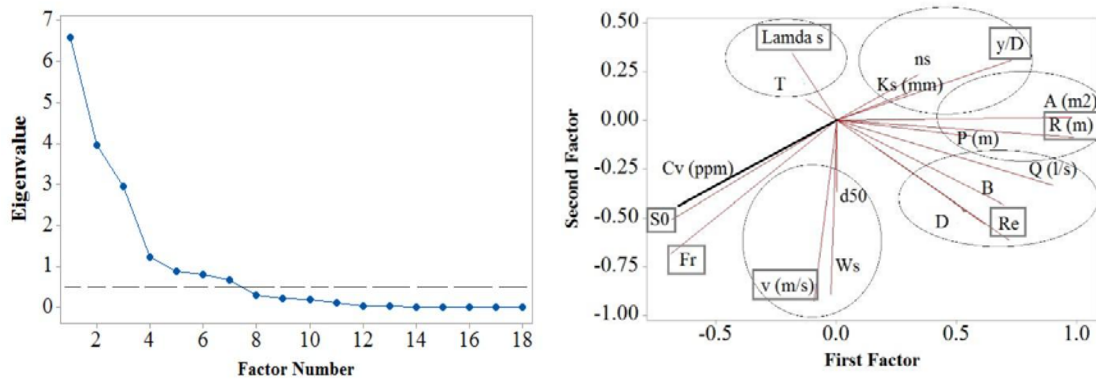 7
6
5
4
3
2
1
0
Eigenvalue
2 4 6 8 10 12 14 16 18
Factor Number
0.50
0.25
0.00
-0.25
-0.50
-0.75
-1.00
Second Factor
Lamda s
y/D
ns
T
Ks (mm)
A (m2)
R (m)
P (m)
Cv (ppm)
Q (l/s)
d50
B
S0
D
Re
Fr
Ws
v (m/s)
-0.5 0.0 0.5 1.0
First Factor